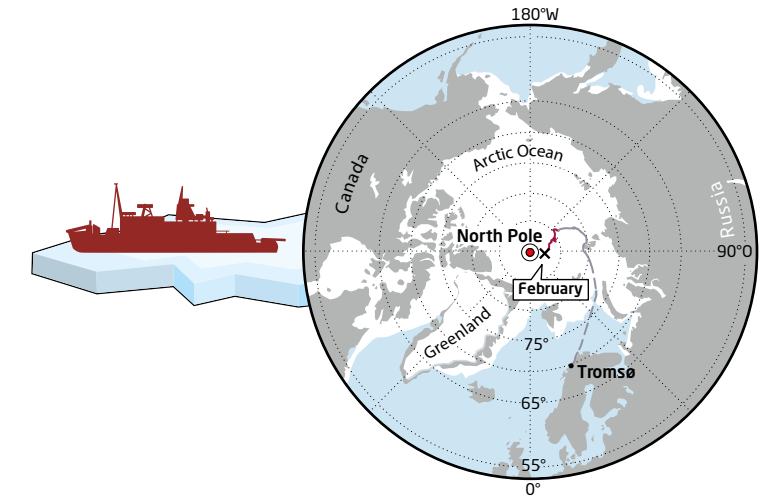 180°W
Canada
Arctic Ocean
Russia
North Pole
90°O
February
Greenland
75°
Tromsø
65°
55°
0°